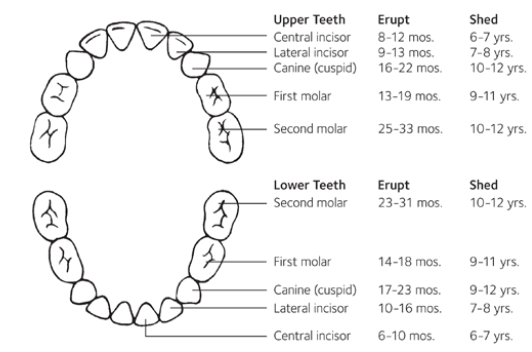 Upper Teeth Erupt Shed
Central incisor 8-12 mos. 6-7 yrs.
Lateral incisor 9-13 mos. 7-8 yrs.
Canine (cuspid) 16-22 mos. 10-12 yrs.
First molar 13-19 mos. 9-11 yrs.
Second molar 25-33 mos. 10-12 yrs.
Lower Teeth Erupt Shed
Second molar 23-31 mos. 10-12 yrs.
First molar 14-18 mos. 9-11 yrs.
Canine (cuspid) 17-23 mos. 9-12 yrs.
Lateral incisor 10-16 mos. 7-8 yrs.
Central incisor 6-10 mos. 6-7 yrs.